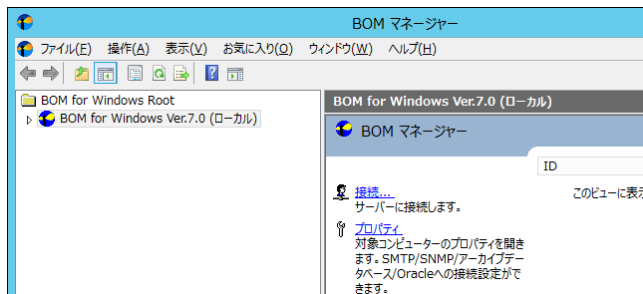 BOM マネージャー
ファイル(F) 操作(A) 表示(V) お気に入り(O) ウィンドウ(W) ヘルプ(H)
BOM for Windows Root
BOM for Windows Ver.7.0 (ローカル)
BOM for Windows Ver.7.0 (ローカル)
BOM マネージャー
ID
接続...
サーバーに接続します。
このビューに表示
プロパティ
対象コンピューターのプロパティを開き
ます。SMTP/SNMP/アーカイブデー
タベース/Oracleへの接続設定がで
きます。